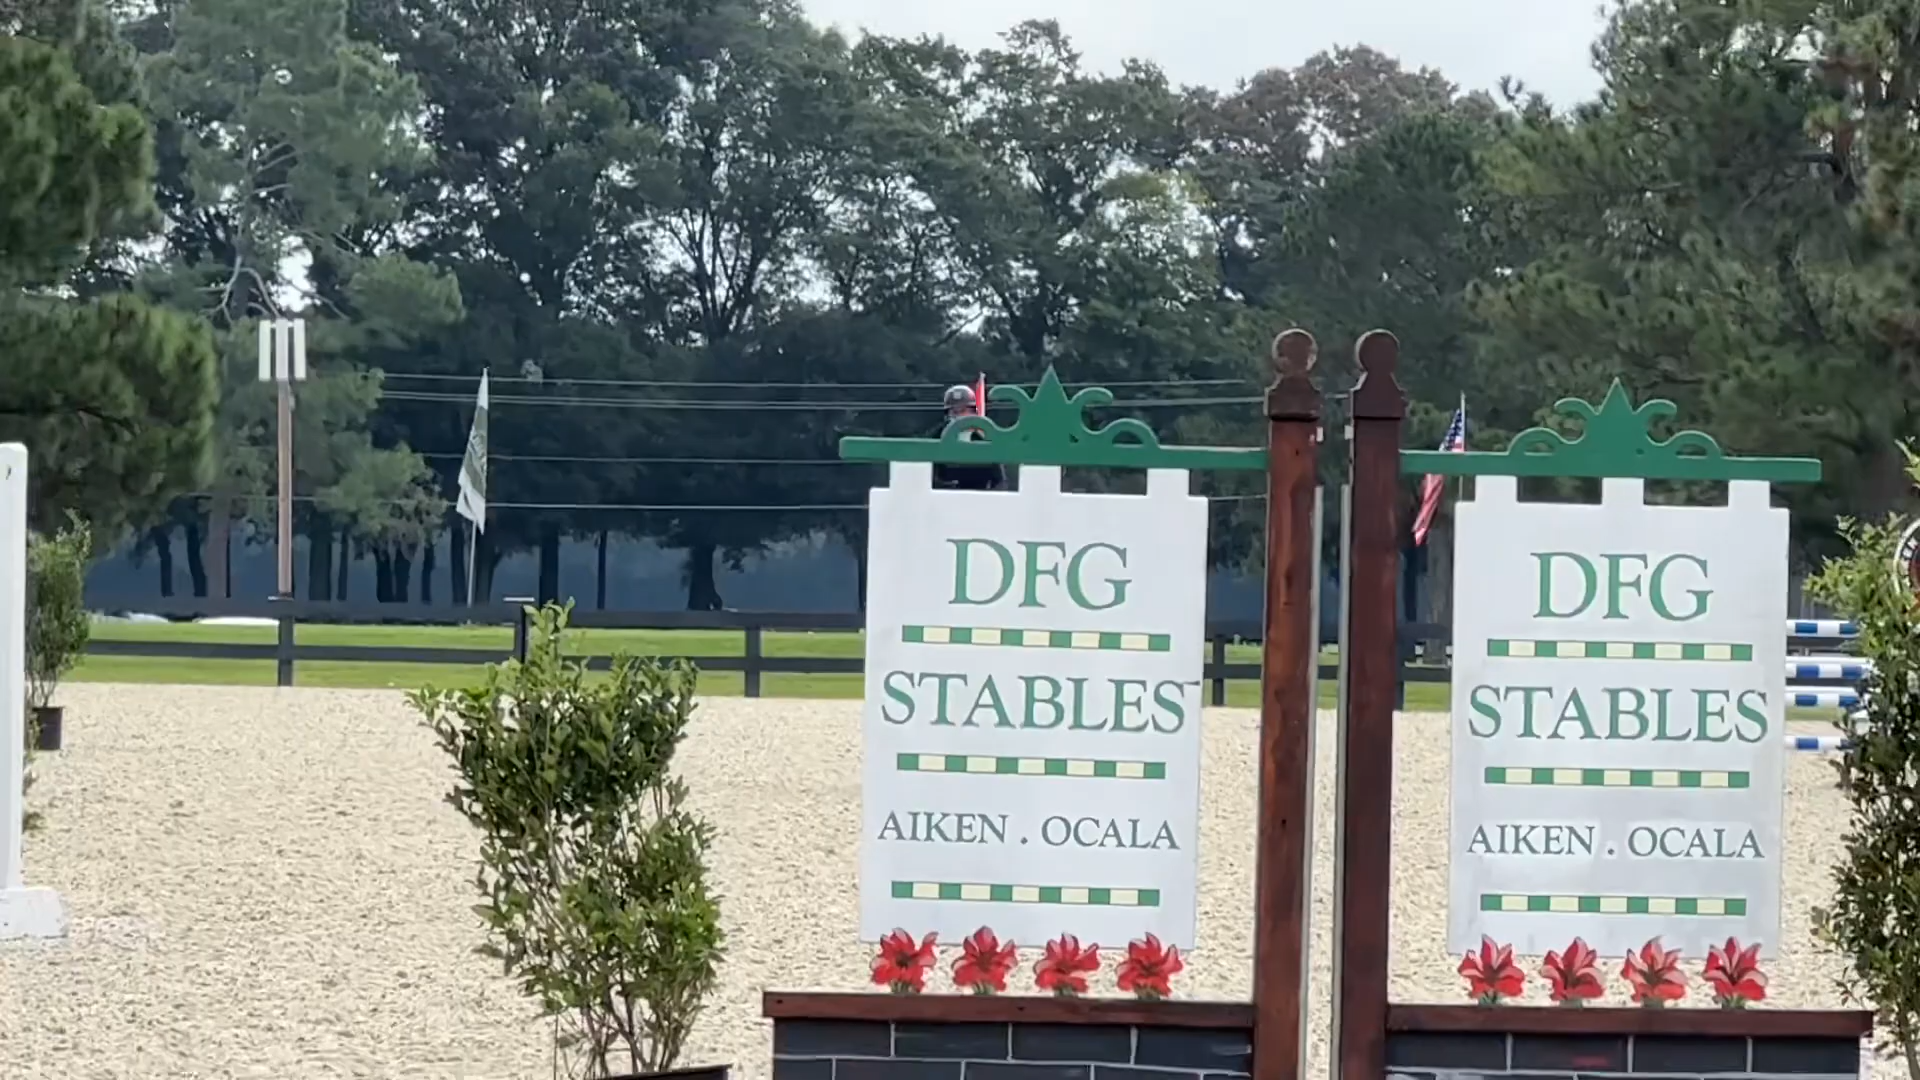 DFG
STABLES
AIKEN . OCALA
DFG
STABLES
AIKEN . OCALA